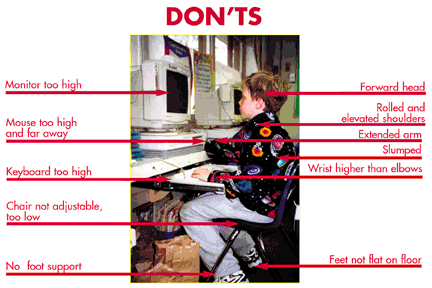 DON'TS
Monitor too high
Mouse too high
and far away
Keyboard too high
Chair not adjustable,
too low
No foot support
Forward head
Rolled and
elevated shoulders
Extended arm
Slumped
Wrist higher than elbows
Feet not flat on floor